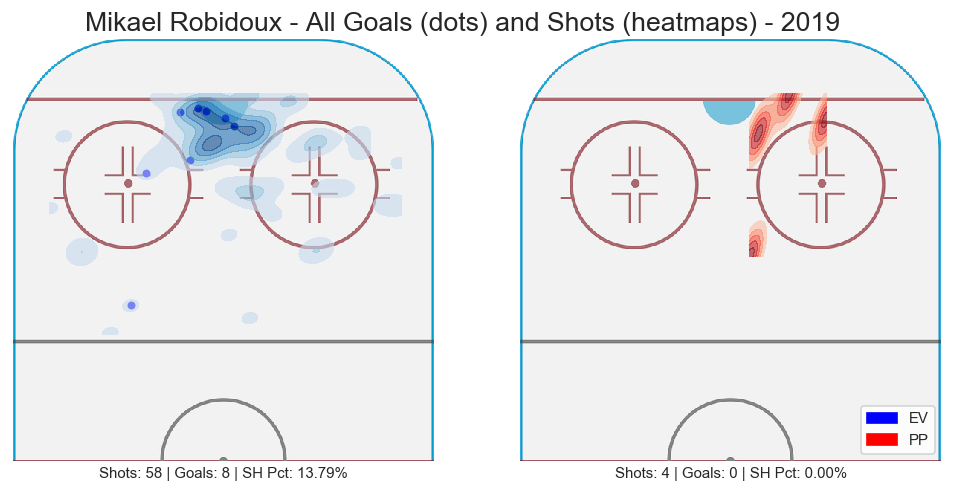 Mikael Robidoux - All Goals (dots) and Shots (heatmaps) - 2019
EV
PP
Shots: 58 | Goals: 8 | SH Pct: 13.79%
Shots: 4 | Goals: 0 | SH Pct: 0.00%